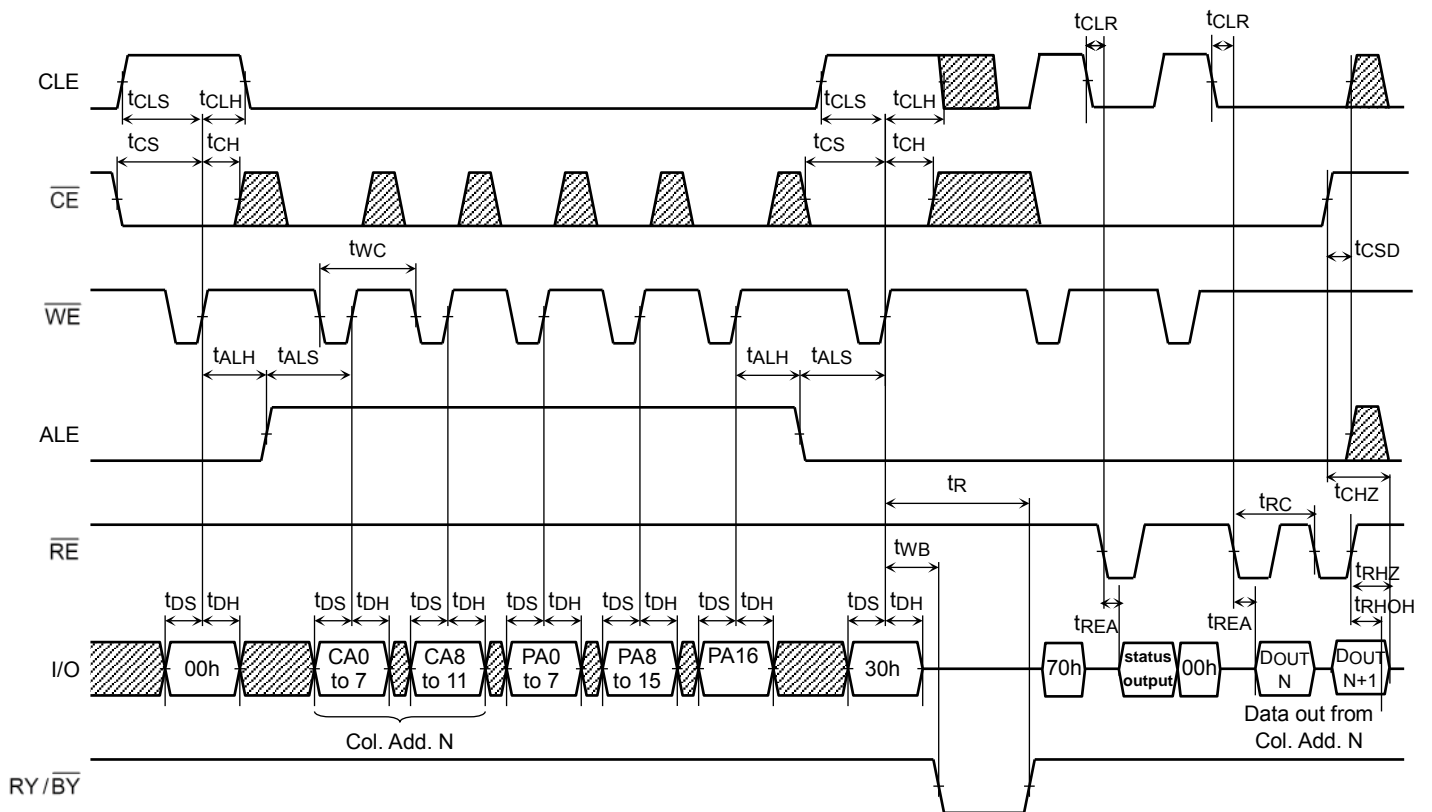 tCLR tCLR
CLE
tCLS tCLH tCLS tCLH
tCS tCH tCS tCH
CE
tWC tCSD
WE
tALH tALS tALH tALS
ALE
tR tCHZ
tRC
RE
tWB
tRHZ
tDS tDH tDS tDH tDS tDH tDS tDH tDS tDH tDS tDH tDS tDH tRHOH
tREA tREA
I/O 00h CA0 to 7 CA8 to 11 PA0 to 7 PA8 to 15 PA16 30h 70h status output 00h DOUT N DOUT N+1
Col. Add. N
Data out from
Col. Add. N
RY/BY